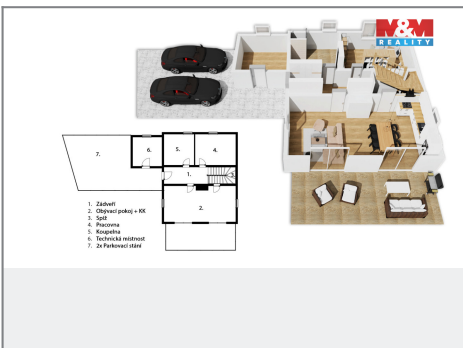 M&M
REALITY
5.
4.
7.
6.
1.
3.
2.
1. Zádveří
2. Obývací pokoj + KK
3. Spíž
4. Pracovna
5. Koupelna
6. Technická místnost
7. 2x Parkovací stání